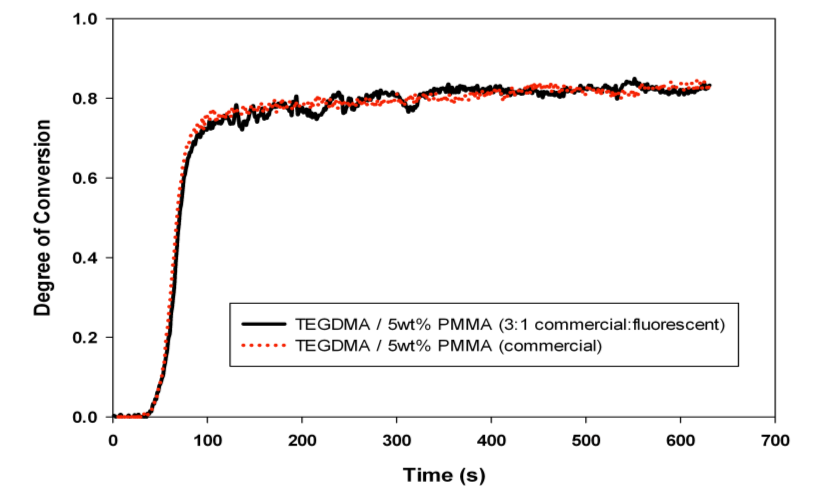 1.0
0.8
0.6
0.4
0.2
0.0
Degree of Conversion
TEGDMA / 5wt% PMMA (3:1 commercial:fluorescent)
TEGDMA / 5wt% PMMA (commercial)
0 100 200 300 400 500 600 700
Time (s)